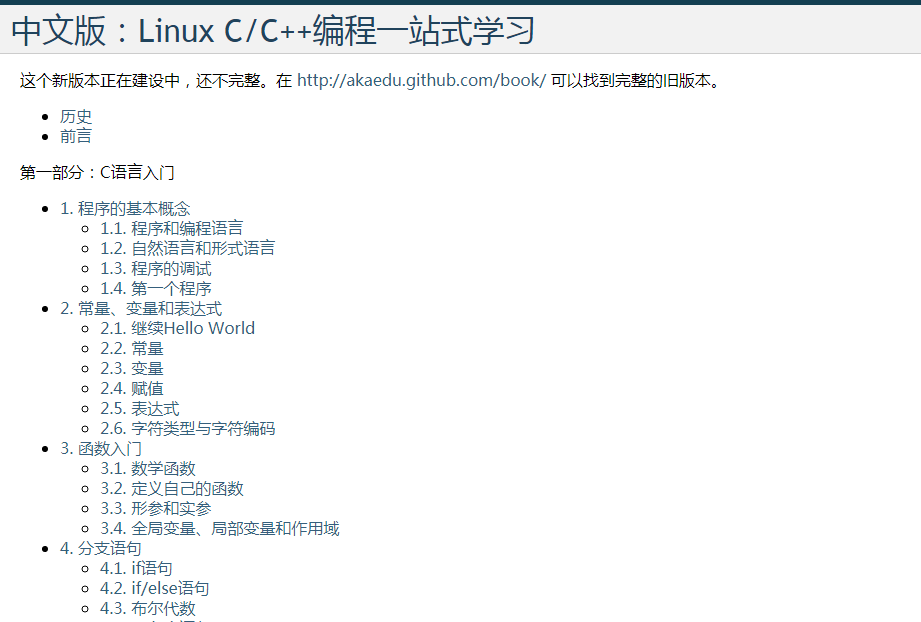 中文版：Linux C/C++编程一站式学习
这个新版本正在建设中，还不完整。在 http://akaedu.github.com/book/ 可以找到完整的旧版本。
历史
前言
第一部分：C语言入门
1. 程序的基本概念
1.1. 程序和编程语言
1.2. 自然语言和形式语言
1.3. 程序的调试
1.4. 第一个程序
2. 常量、变量和表达式
2.1. 继续Hello World
2.2. 常量
2.3. 变量
2.4. 赋值
2.5. 表达式
2.6. 字符类型与字符编码
3. 函数入门
3.1. 数学函数
3.2. 定义自己的函数
3.3. 形参和实参
3.4. 全局变量、局部变量和作用域
4. 分支语句
4.1. if语句
4.2. if/else语句
4.3. 布尔代数